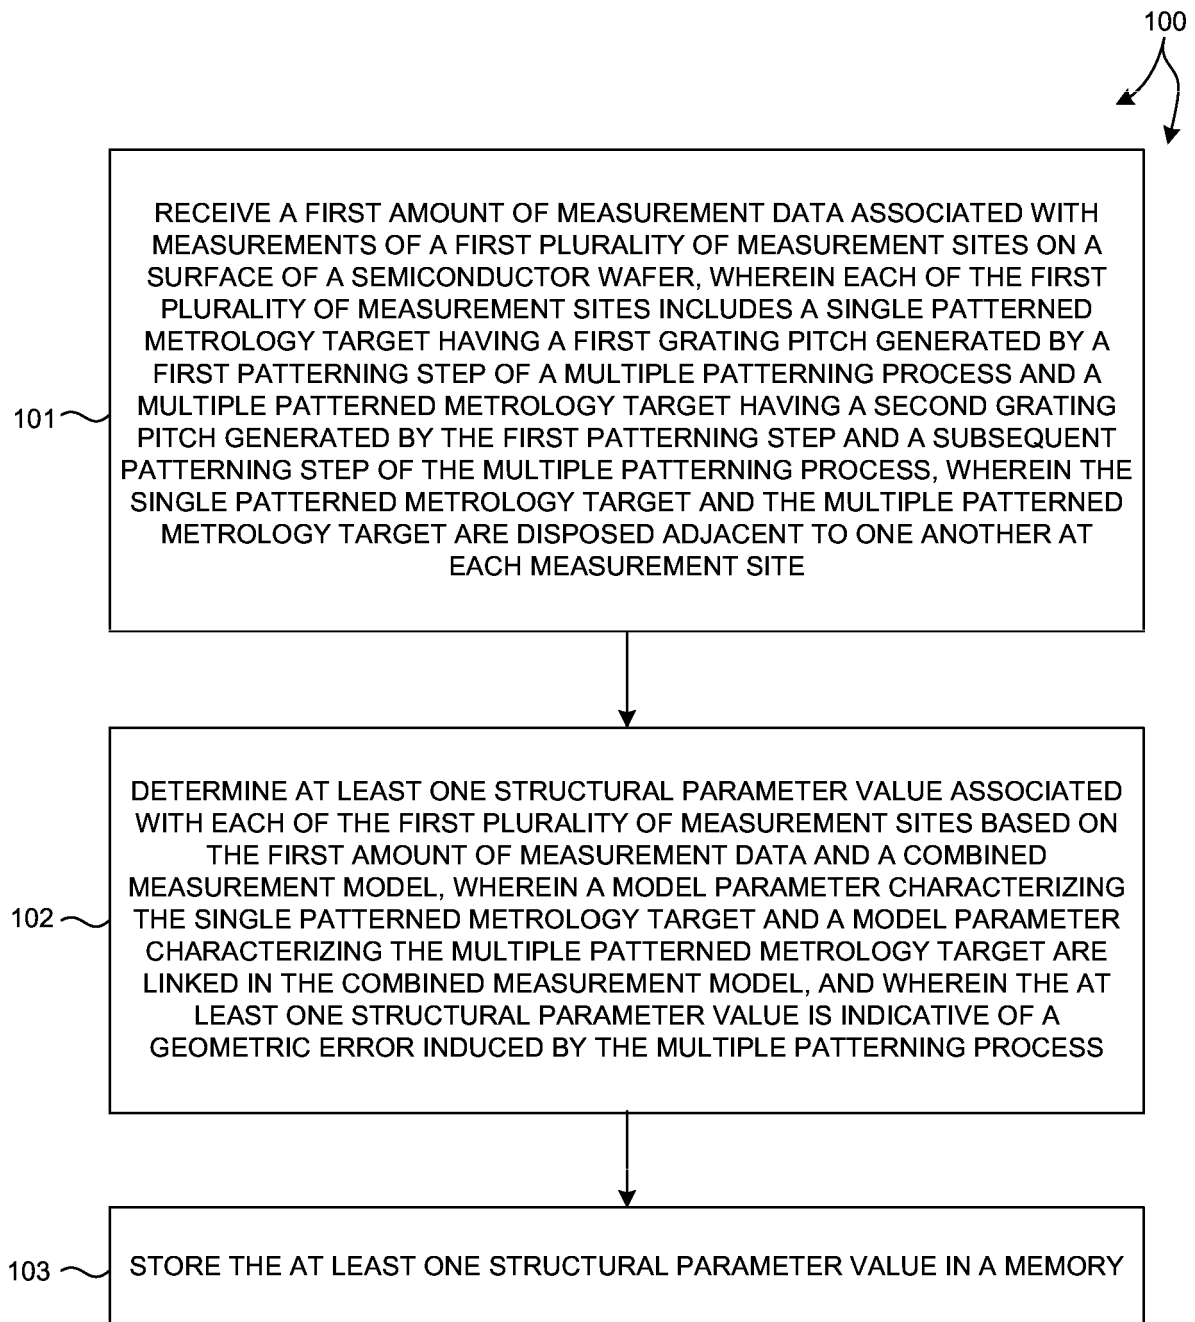 100
RECEIVE A FIRST AMOUNT OF MEASUREMENT DATA ASSOCIATED WITH
MEASUREMENTS OF A FIRST PLURALITY OF MEASUREMENT SITES ON A
SURFACE OF A SEMICONDUCTOR WAFER, WHEREIN EACH OF THE FIRST
PLURALITY OF MEASUREMENT SITES INCLUDES A SINGLE PATTERNED
METROLOGY TARGET HAVING A FIRST GRATING PITCH GENERATED BY A
FIRST PATTERNING STEP OF A MULTIPLE PATTERNING PROCESS AND A
101
MULTIPLE PATTERNED METROLOGY TARGET HAVING A SECOND GRATING
PITCH GENERATED BY THE FIRST PATTERNING STEP AND A SUBSEQUENT
PATTERNING STEP OF THE MULTIPLE PATTERNING PROCESS, WHEREIN THE
SINGLE PATTERNED METROLOGY TARGET AND THE MULTIPLE PATTERNED
METROLOGY TARGET ARE DISPOSED ADJACENT TO ONE ANOTHER AT
EACH MEASUREMENT SITE
DETERMINE AT LEAST ONE STRUCTURAL PARAMETER VALUE ASSOCIATED
WITH EACH OF THE FIRST PLURALITY OF MEASUREMENT SITES BASED ON
THE FIRST AMOUNT OF MEASUREMENT DATA AND A COMBINED
MEASUREMENT MODEL, WHEREIN A MODEL PARAMETER CHARACTERIZING
102
THE SINGLE PATTERNED METROLOGY TARGET AND A MODEL PARAMETER
CHARACTERIZING THE MULTIPLE PATTERNED METROLOGY TARGET ARE
LINKED IN THE COMBINED MEASUREMENT MODEL, AND WHEREIN THE AT
LEAST ONE STRUCTURAL PARAMETER VALUE IS INDICATIVE OF A
GEOMETRIC ERROR INDUCED BY THE MULTIPLE PATTERNING PROCESS
103
STORE THE AT LEAST ONE STRUCTURAL PARAMETER VALUE IN A MEMORY